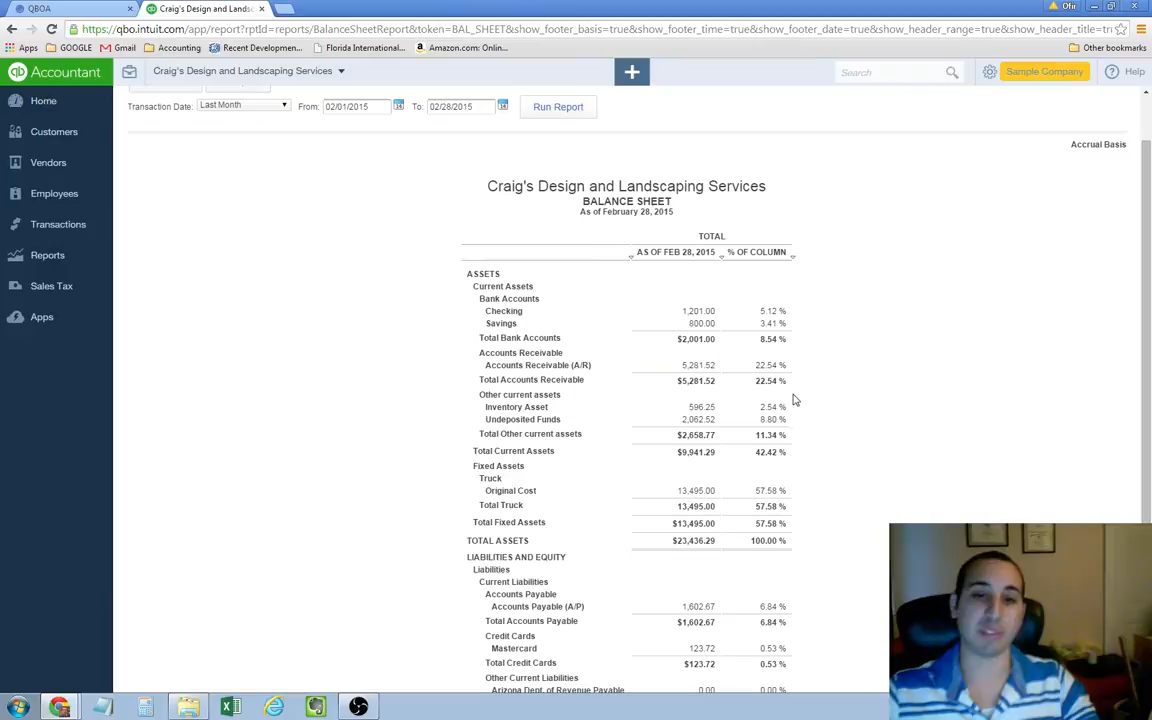 QBOA
Craig's Design and Landsc
Ofir
https://qbo.intuit.com/app/report?rptId=reports/BalanceSheetReport&token=BAL_SHEET&show_footer_basis=true&show_footer_time=true&show_footer_date=true&show_header_range=true&show_header_title=tr
Apps GOOGLE Gmail Accounting Recent Developmen... Florida International... Amazon.com: Onlin... Other bookmarks
qb Accountant Craig's Design and Landscaping Services + Search Sample Company ? Help
Home
Customers
Vendors
Employees
Transactions
Reports
Sales Tax
Apps
Transaction Date: Last Month From: 02/01/2015 To: 02/28/2015 Run Report
Accrual Basis
Craig's Design and Landscaping Services
BALANCE SHEET
As of February 28, 2015
TOTAL
AS OF FEB 28, 2015 % OF COLUMN
ASSETS
Current Assets
Bank Accounts
Checking 1,201.00 5.12 %
Savings 800.00 3.41 %
Total Bank Accounts $2,001.00 8.54 %
Accounts Receivable
Accounts Receivable (A/R) 5,281.52 22.54 %
Total Accounts Receivable $5,281.52 22.54 %
Other current assets
Inventory Asset 596.25 2.54 %
Undeposited Funds 2,062.52 8.80 %
Total Other current assets $2,658.77 11.34 %
Total Current Assets $9,941.29 42.42 %
Fixed Assets
Truck
Original Cost 13,495.00 57.58 %
Total Truck 13,495.00 57.58 %
Total Fixed Assets $13,495.00 57.58 %
TOTAL ASSETS $23,436.29 100.00 %
LIABILITIES AND EQUITY
Liabilities
Current Liabilities
Accounts Payable
Accounts Payable (A/P) 1,602.67 6.84 %
Total Accounts Payable $1,602.67 6.84 %
Credit Cards
Mastercard 123.72 0.53 %
Total Credit Cards $123.72 0.53 %
Other Current Liabilities
Arizona Dept. of Revenue Payable 0.00 0.00 %